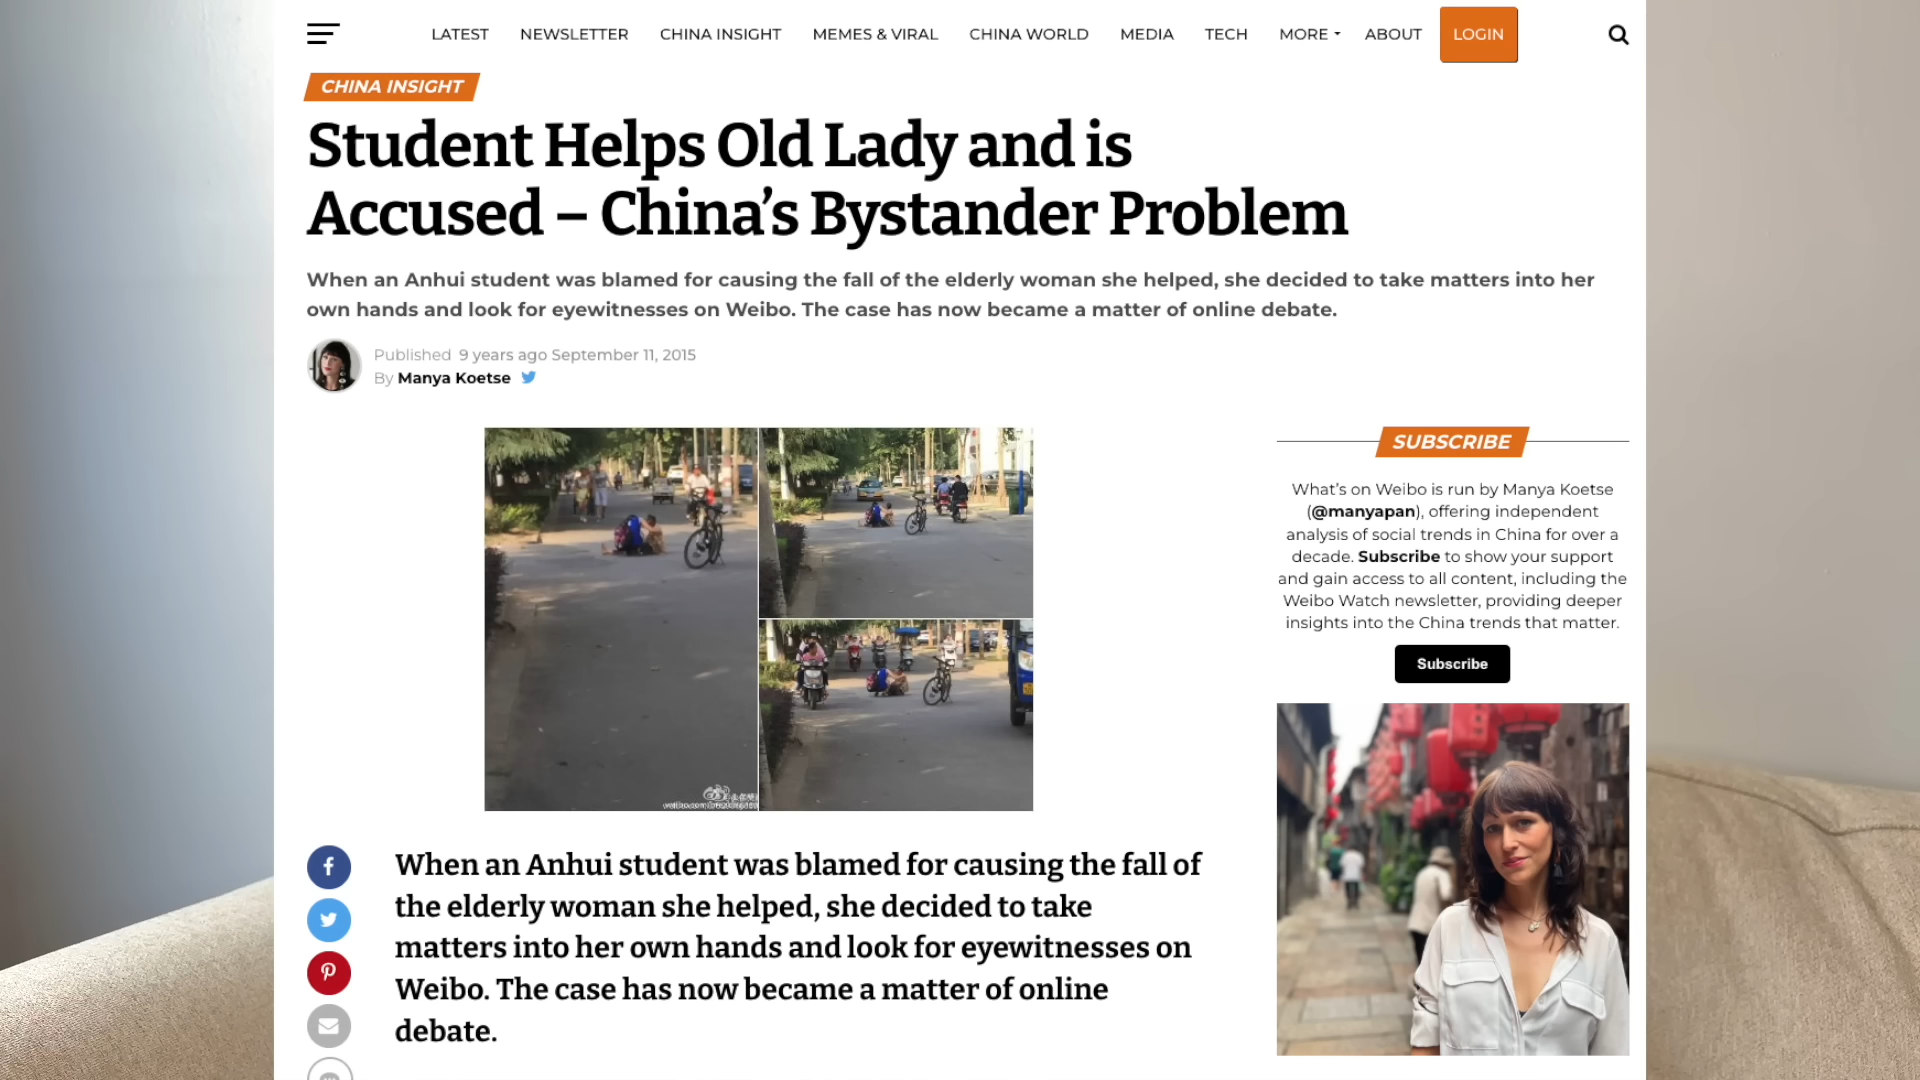 LATEST NEWSLETTER CHINA INSIGHT MEMES & VIRAL CHINA WORLD MEDIA TECH MORE ABOUT LOGIN
CHINA INSIGHT
Student Helps Old Lady and is
Accused – China’s Bystander Problem
When an Anhui student was blamed for causing the fall of the elderly woman she helped, she decided to take matters into her
own hands and look for eyewitnesses on Weibo. The case has now became a matter of online debate.
Published 9 years ago September 11, 2015
By Manya Koetse
SUBSCRIBE
What’s on Weibo is run by Manya Koetse
(@manyapan), offering independent
analysis of social trends in China for over a
decade. Subscribe to show your support
and gain access to all content, including the
Weibo Watch newsletter, providing deeper
insights into the China trends that matter.
Subscribe
When an Anhui student was blamed for causing the fall of
the elderly woman she helped, she decided to take
matters into her own hands and look for eyewitnesses on
Weibo. The case has now became a matter of online
debate.